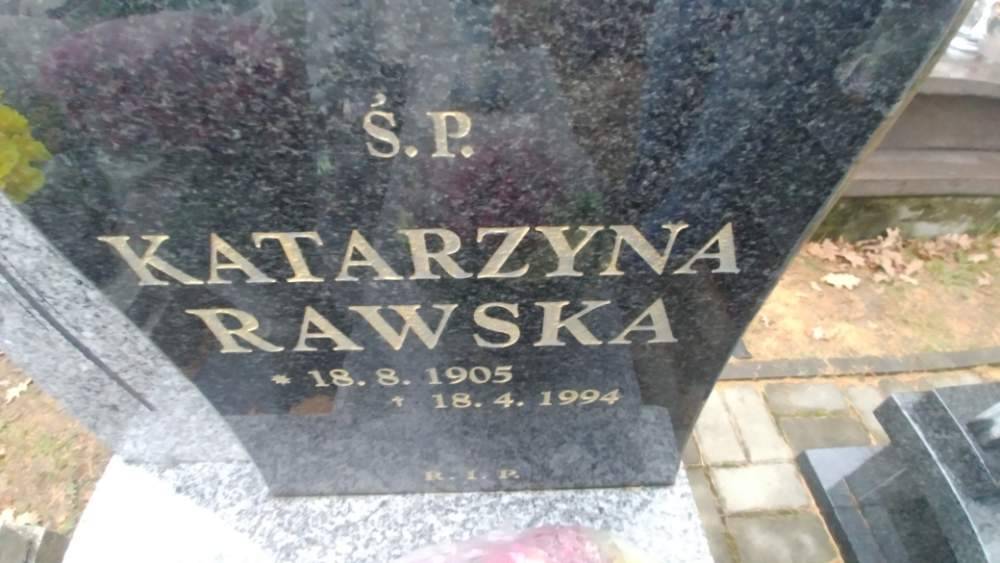 Ś.P.
KATARZYNA
RAWSKA
* 18.8.1905
† 18.4.1994
R.I.P.